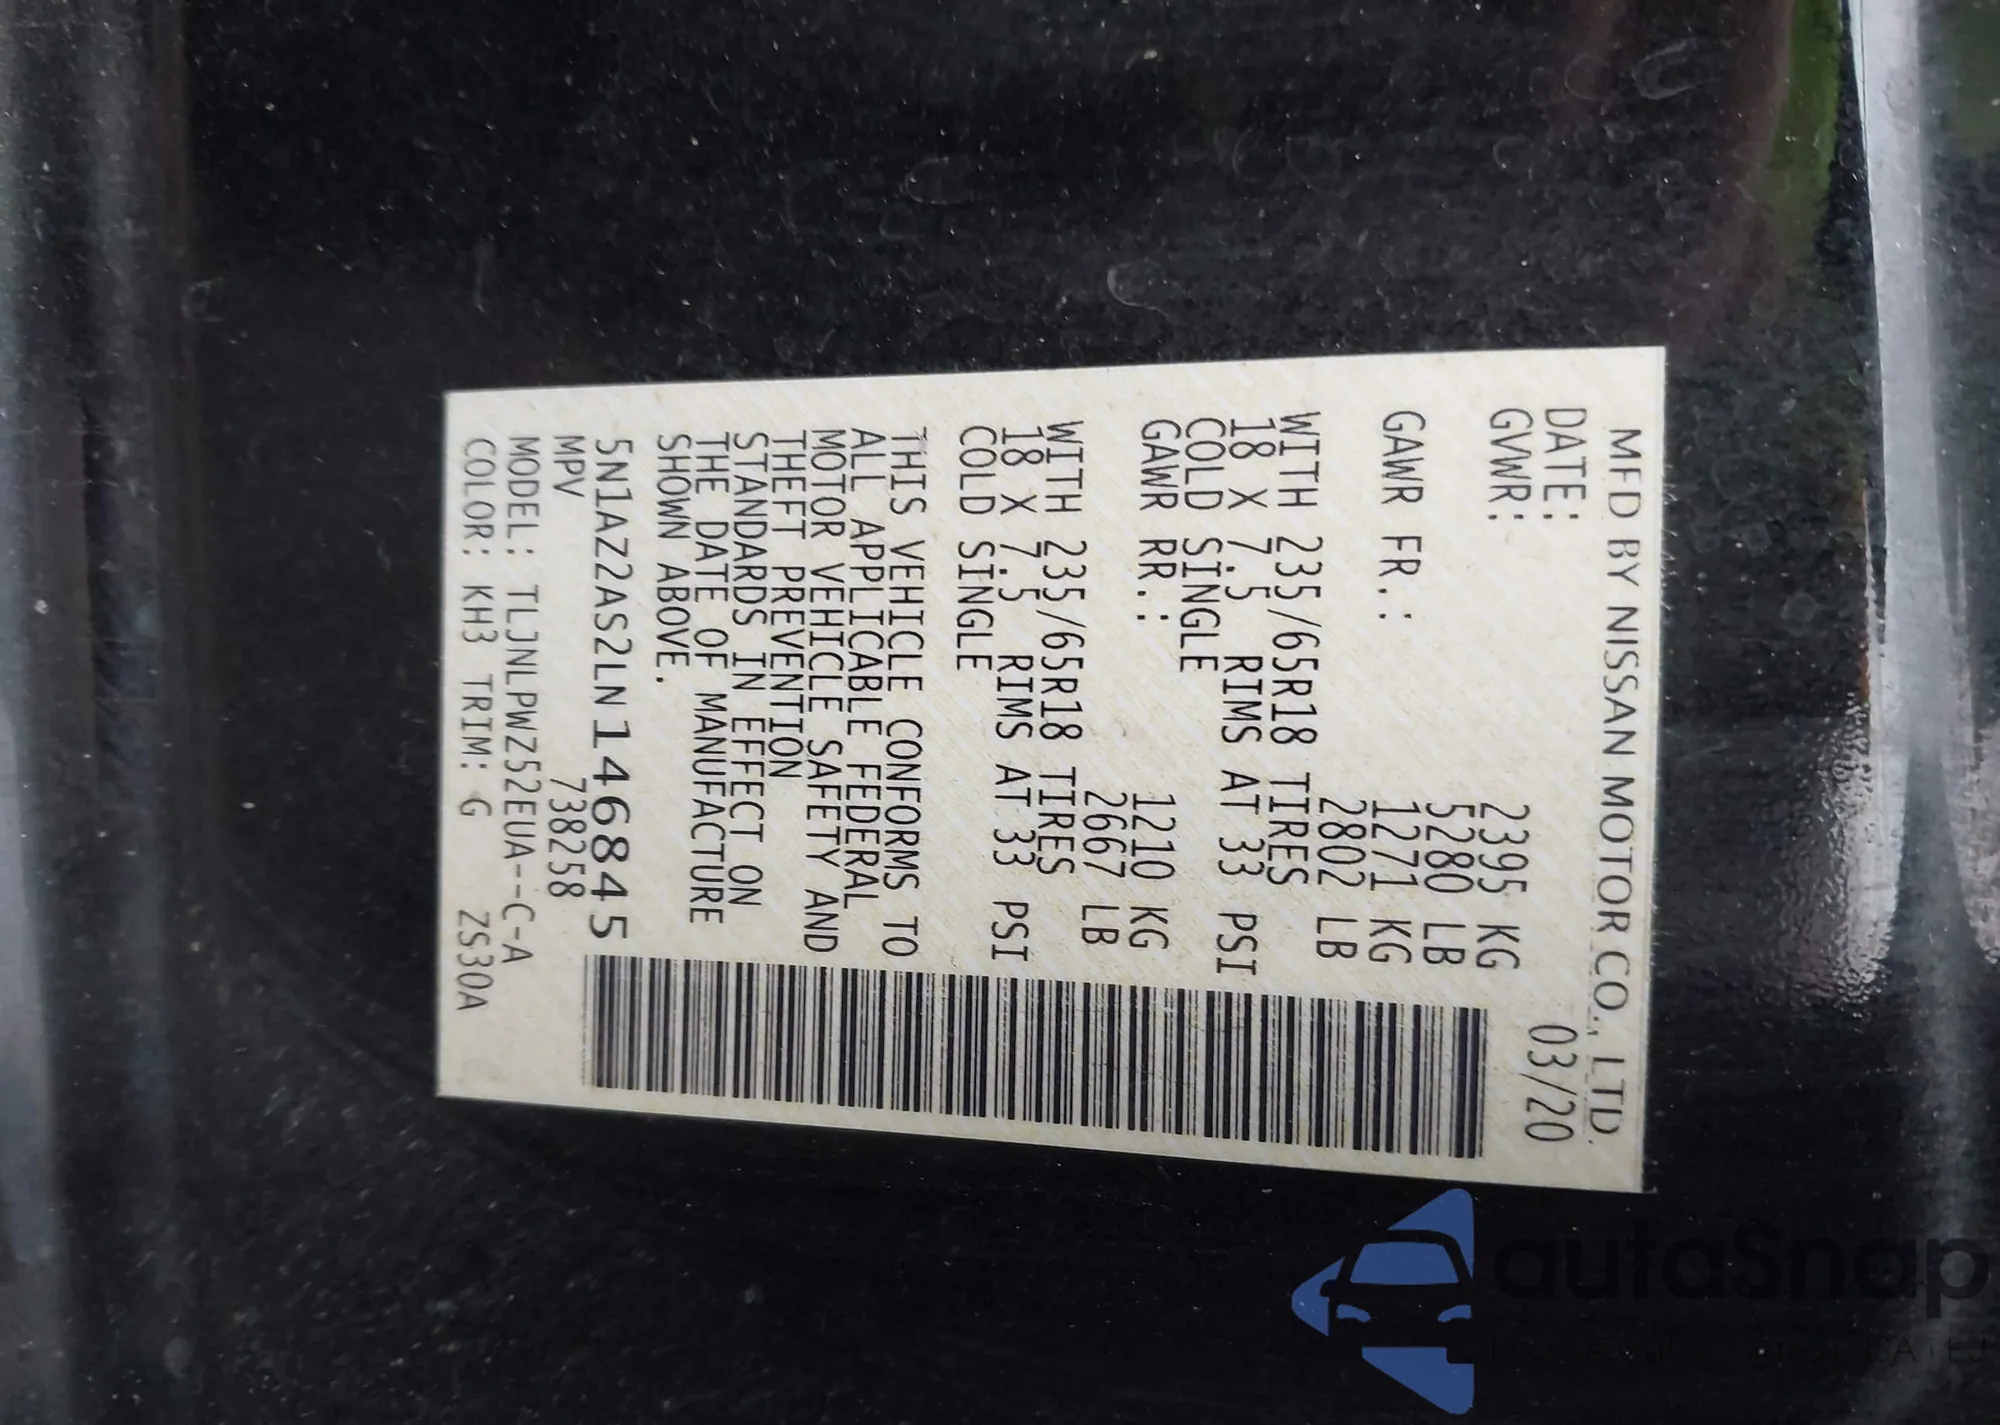 MFD BY NISSAN MOTOR CO., LTD.
DATE: 03/20
GVWR: 2395 KG
5280 LB
GAWR FR.: 1271 KG
2802 LB
WITH 235/65R18 TIRES
18 X 7.5 RIMS AT 33 PSI
COLD SINGLE
GAWR RR.: 1210 KG
2667 LB
WITH 235/65R18 TIRES
18 X 7.5 RIMS AT 33 PSI
COLD SINGLE
THIS VEHICLE CONFORMS TO
ALL APPLICABLE FEDERAL
MOTOR VEHICLE SAFETY AND
THEFT PREVENTION
STANDARDS IN EFFECT ON
THE DATE OF MANUFACTURE
SHOWN ABOVE.
5N1AZ2AS2LN146845
MPV 738258
MODEL: TLJNLPWZ52EUA--C-A
COLOR: KH3 TRIM: G ZS30A
autoSnap